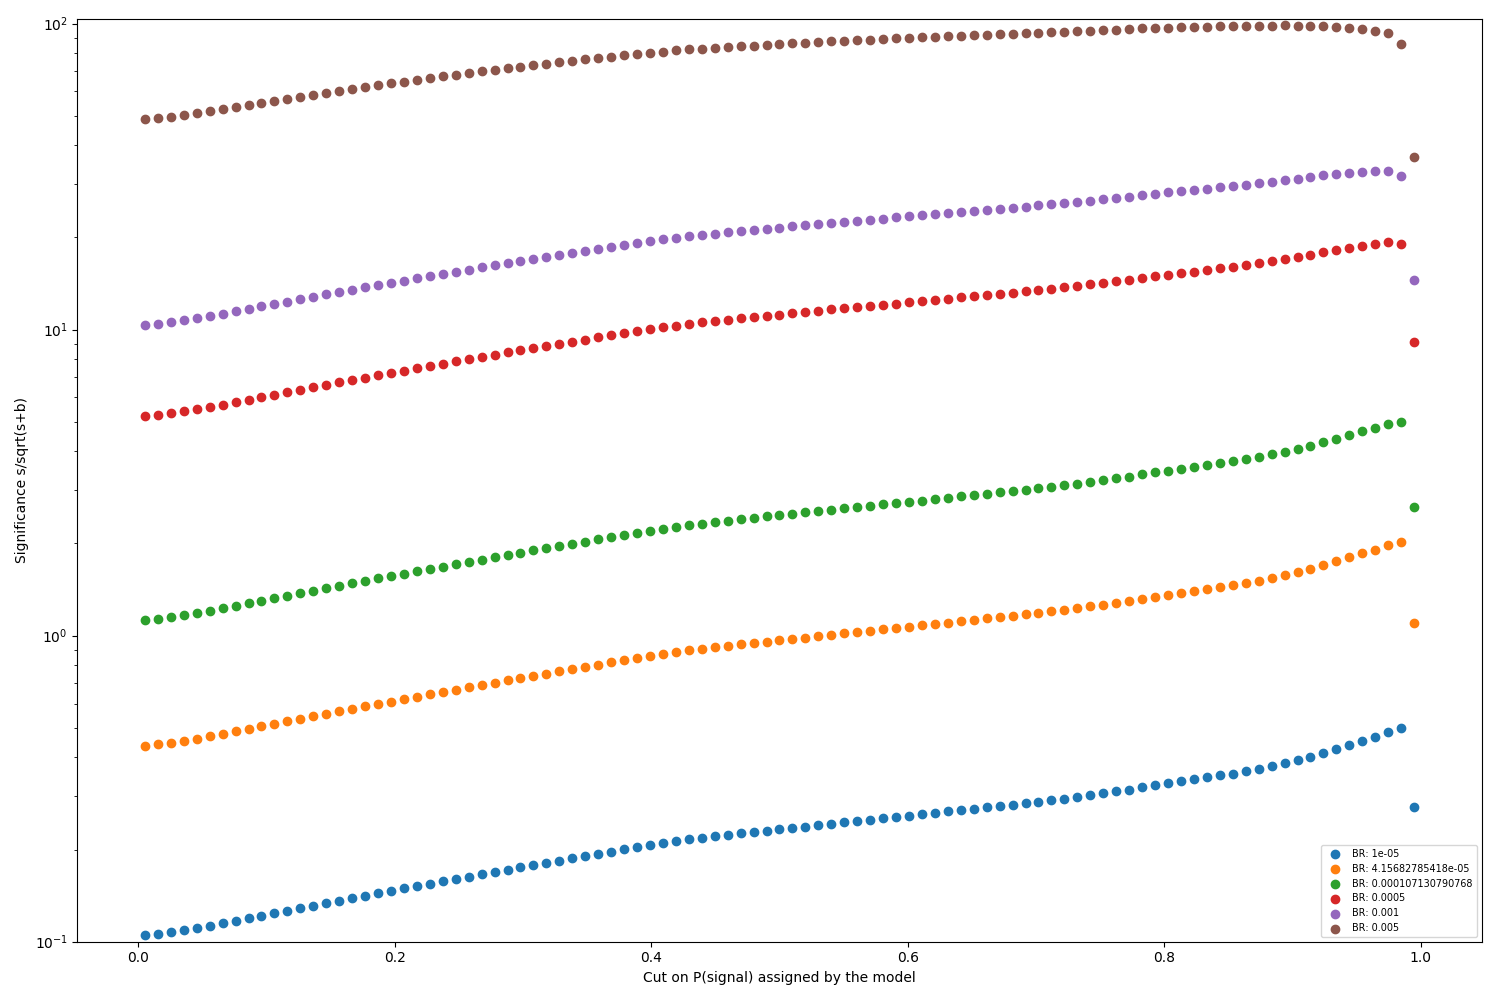 10²
10¹
10⁰
10⁻¹
Significance s/sqrt(s+b)
0.0 0.2 0.4 0.6 0.8 1.0
Cut on P(signal) assigned by the model
BR: 1e-05
BR: 4.15682785418e-05
BR: 0.000107130790768
BR: 0.0005
BR: 0.001
BR: 0.005